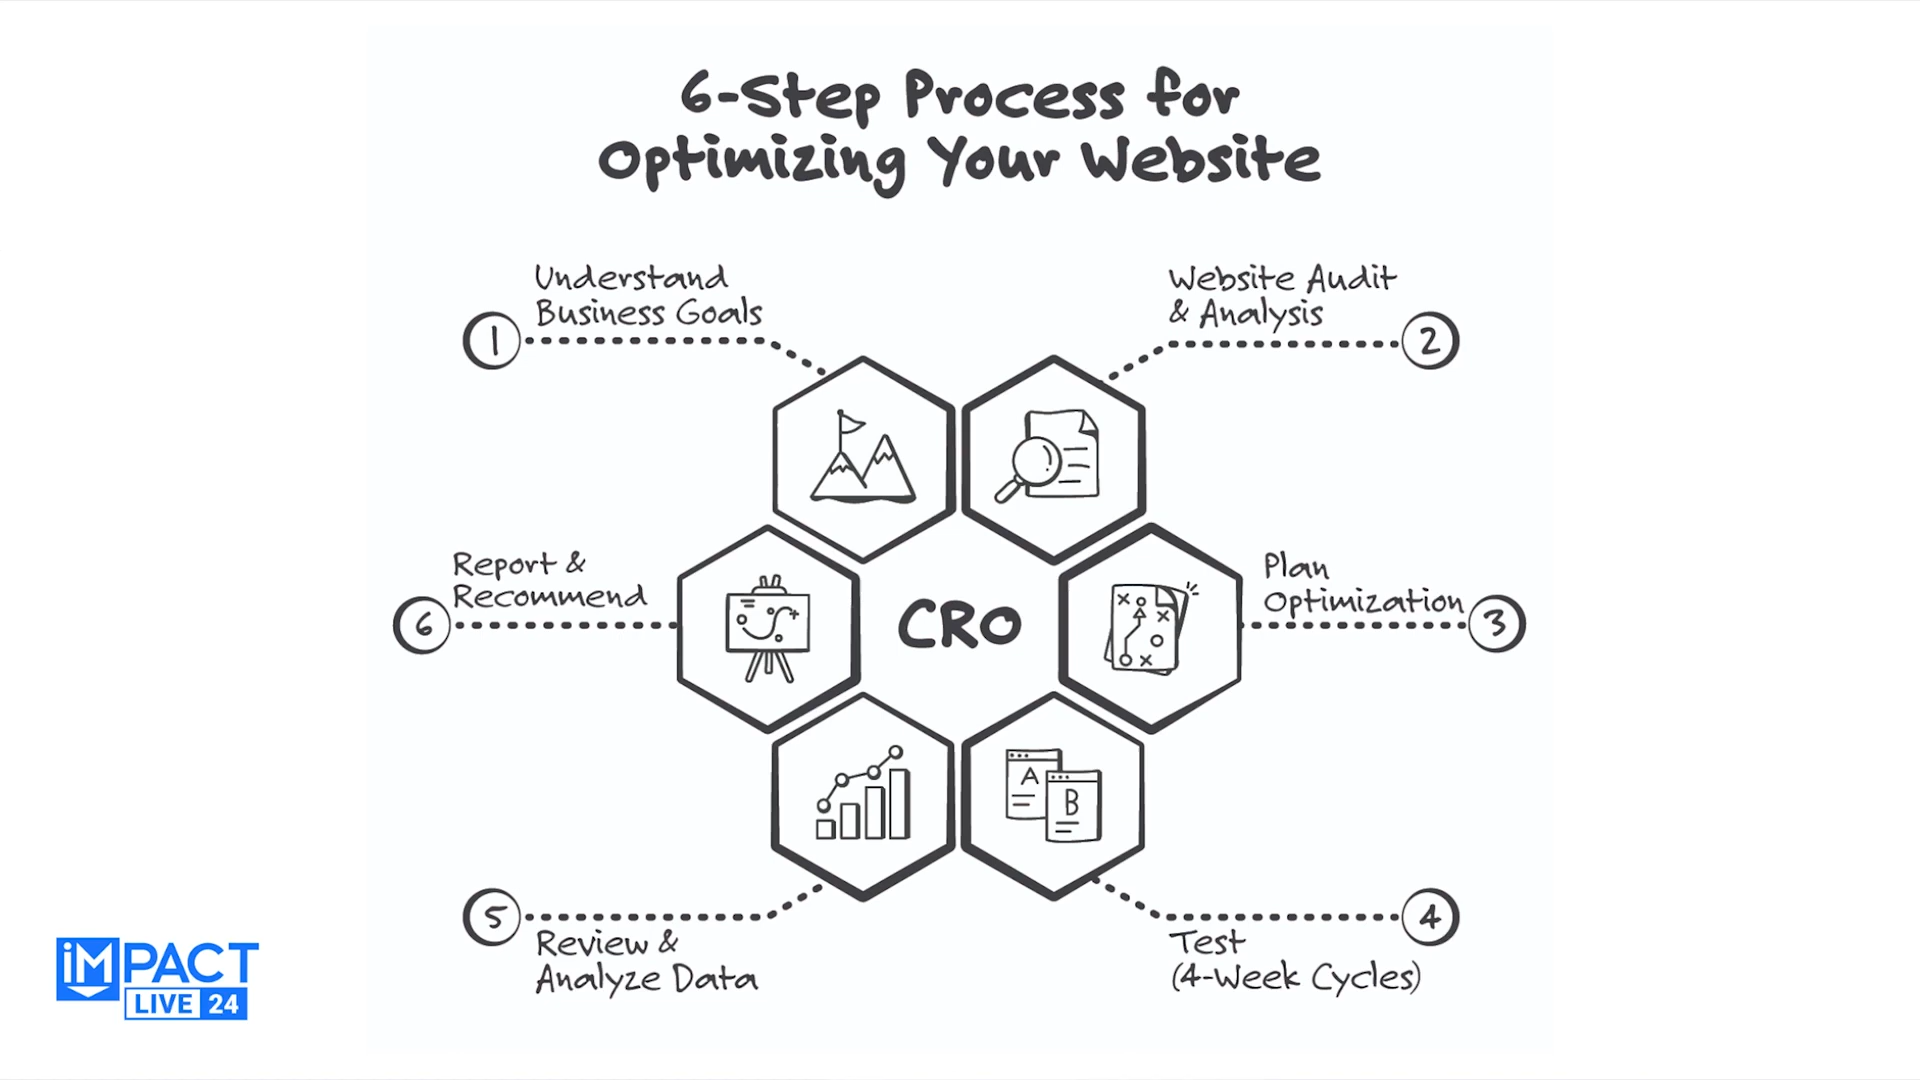 6-Step Process for
Optimizing Your Website
1
Understand
Business Goals
2
Website Audit
& Analysis
3
Plan
Optimization
4
Test
(4-Week Cycles)
5
Review &
Analyze Data
6
Report &
Recommend
CRO
A
B
iMPACT
LIVE 24